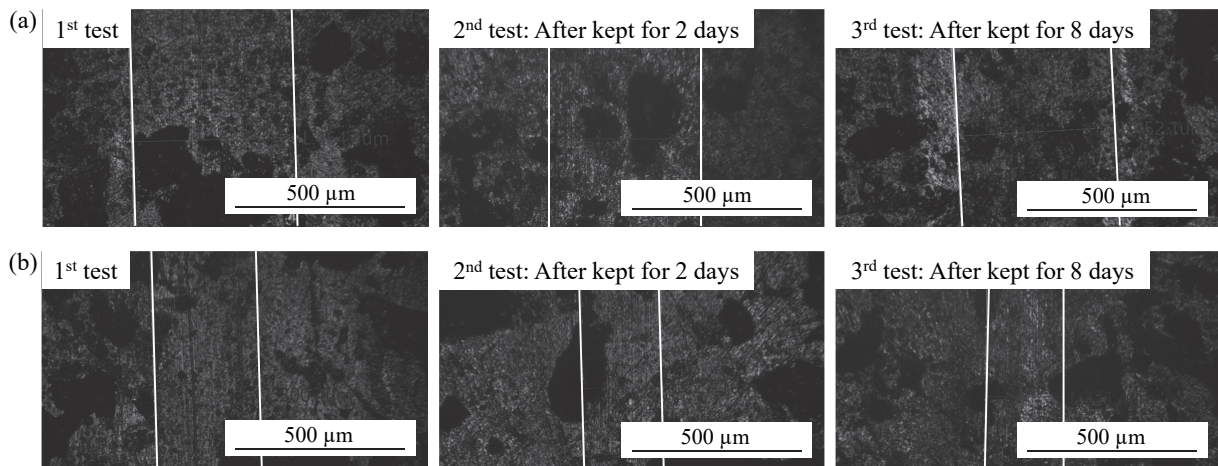 (a)
1st test
2nd test: After kept for 2 days
3rd test: After kept for 8 days
500 μm
500 μm
500 μm
(b)
1st test
2nd test: After kept for 2 days
3rd test: After kept for 8 days
500 μm
500 μm
500 μm